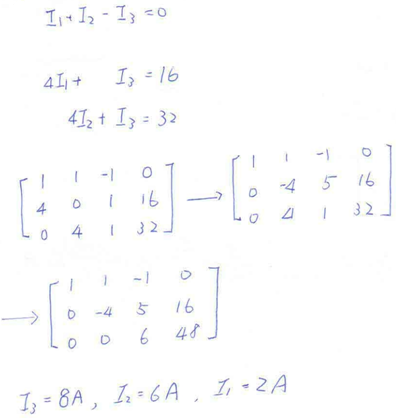 I₁ + I₂ - I₃ = 0
4I₁ + I₃ = 16
4I₂ + I₃ = 32
[1 1 -1 0; 4 0 1 16; 0 4 1 32] → [1 1 -1 0; 0 -4 5 16; 0 4 1 32]
→ [1 1 -1 0; 0 -4 5 16; 0 0 6 48]
I₃ = 8A, I₂ = 6A, I₁ = 2A